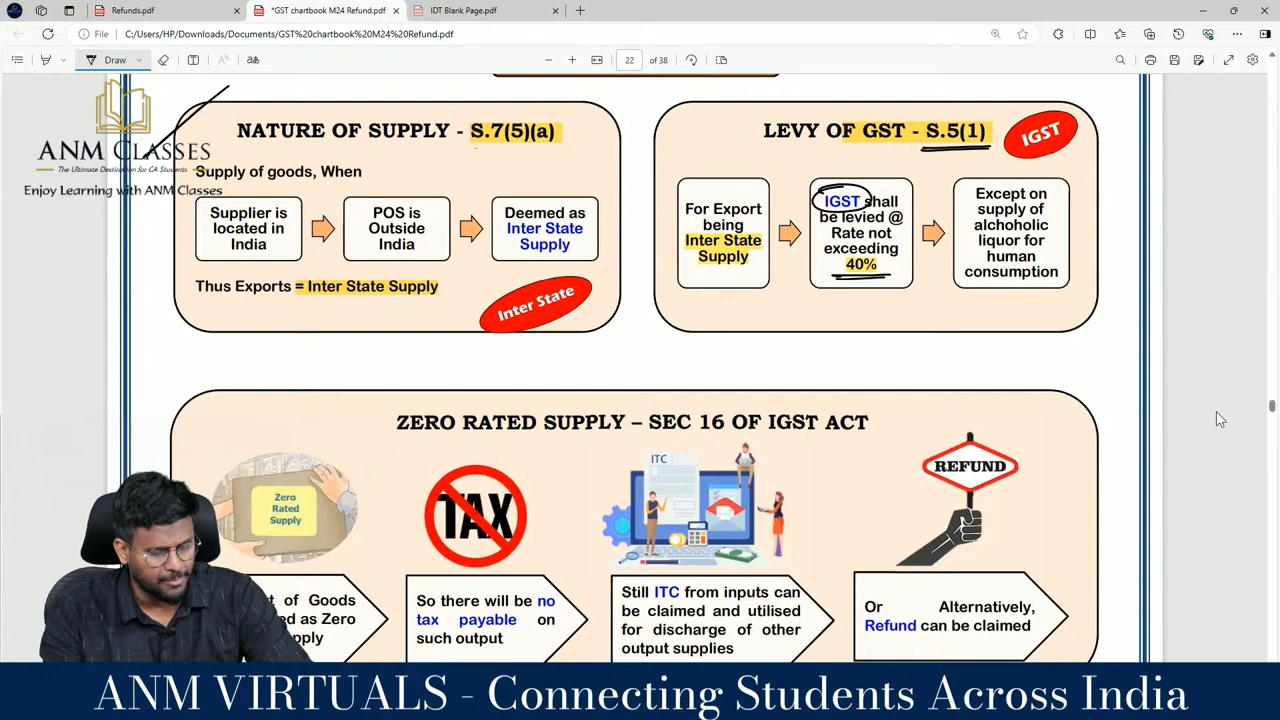 Refunds.pdf
*GST chartbook M24 Refund.pdf
IDT Blank Page.pdf
File
C:/Users/HP/Downloads/Documents/GST%20chartbook%20M24%20Refund.pdf
Draw
aあ
22 of 38
NATURE OF SUPPLY - S.7(5)(a)
Supply of goods, When
Supplier is
located in
India
POS is
Outside
India
Deemed as
Inter State
Supply
Thus Exports = Inter State Supply
Inter State
LEVY OF GST - S.5(1)
IGST
For Export
being
Inter State
Supply
IGST shall
be levied @
Rate not
exceeding
40%
Except on
supply of
alchoholic
liquor for
human
consumption
ANM CLASSES
The Ultimate Destination for CA Students
Enjoy Learning with ANM Classes
ZERO RATED SUPPLY – SEC 16 OF IGST ACT
Zero
Rated
Supply
TAX
ITC
REFUND
of Goods
as Zero
So there will be no
tax payable on
such output
Still ITC from inputs can
be claimed and utilised
for discharge of other
output supplies
Or Alternatively,
Refund can be claimed
ANM VIRTUALS - Connecting Students Across India